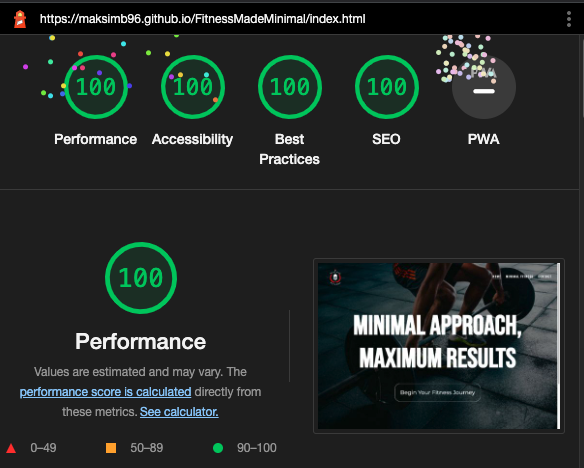 https://maksimb96.github.io/FitnessMadeMinimal/index.html
100 100 100 100
Performance Accessibility Best Practices SEO PWA
100
Performance
Values are estimated and may vary. The
performance score is calculated directly from
these metrics. See calculator.
0–49 50–89 90–100
MINIMAL APPROACH,
MAXIMUM RESULTS
Begin Your Fitness Journey